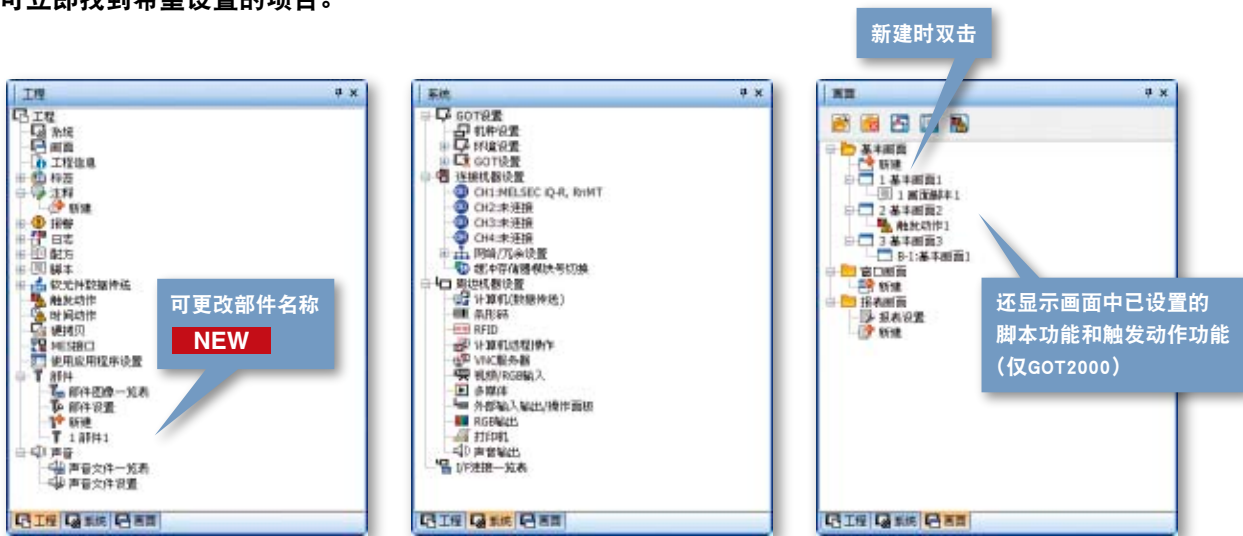 可立即找到希望设置的项目。
新建时双击
工程
工程
系统
画面
工程信息
标签
注释
新建
报警
日志
配方
脚本
软元件数据传送
触发动作
时间动作
硬拷贝
MES接口
使用应用程序设置
部件
部件图像一览表
部件设置
新建
1 部件1
声音
声音文件一览表
声音文件设置
工程 系统 画面
可更改部件名称
NEW
系统
GOT设置
机种设置
环境设置
GOT设置
连接机器设置
CH1:MELSEC iQ-R, RnMT
CH2:未连接
CH3:未连接
CH4:未连接
网络/冗余设置
缓冲存储器模块号切换
周边机器设置
计算机(数据传送)
条形码
RFID
计算机远程操作
VNC服务器
视频/RGB输入
多媒体
外部输入输出/操作面板
RGB输出
打印机
声音输出
I/F连接一览表
工程 系统 画面
画面
基本画面
新建
1 基本画面1
1 画面脚本1
2 基本画面2
触发动作1
3 基本画面3
B-1:基本画面1
窗口画面
新建
报表画面
报表设置
新建
工程 系统 画面
还显示画面中已设置的
脚本功能和触发动作功能
（仅GOT2000）